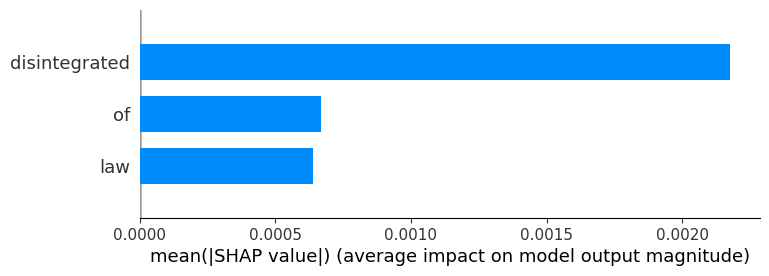 disintegrated
of
law
0.0000 0.0005 0.0010 0.0015 0.0020
mean(|SHAP value|) (average impact on model output magnitude)